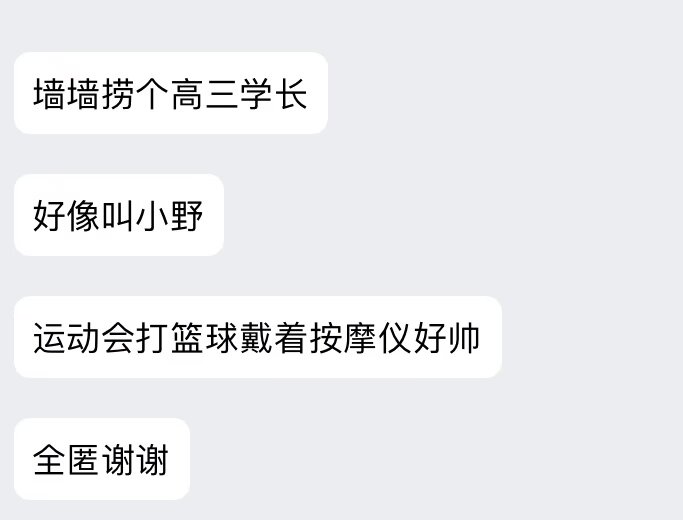 墙墙捞个高三学长
好像叫小野
运动会打篮球戴着按摩仪好帅
全匿谢谢